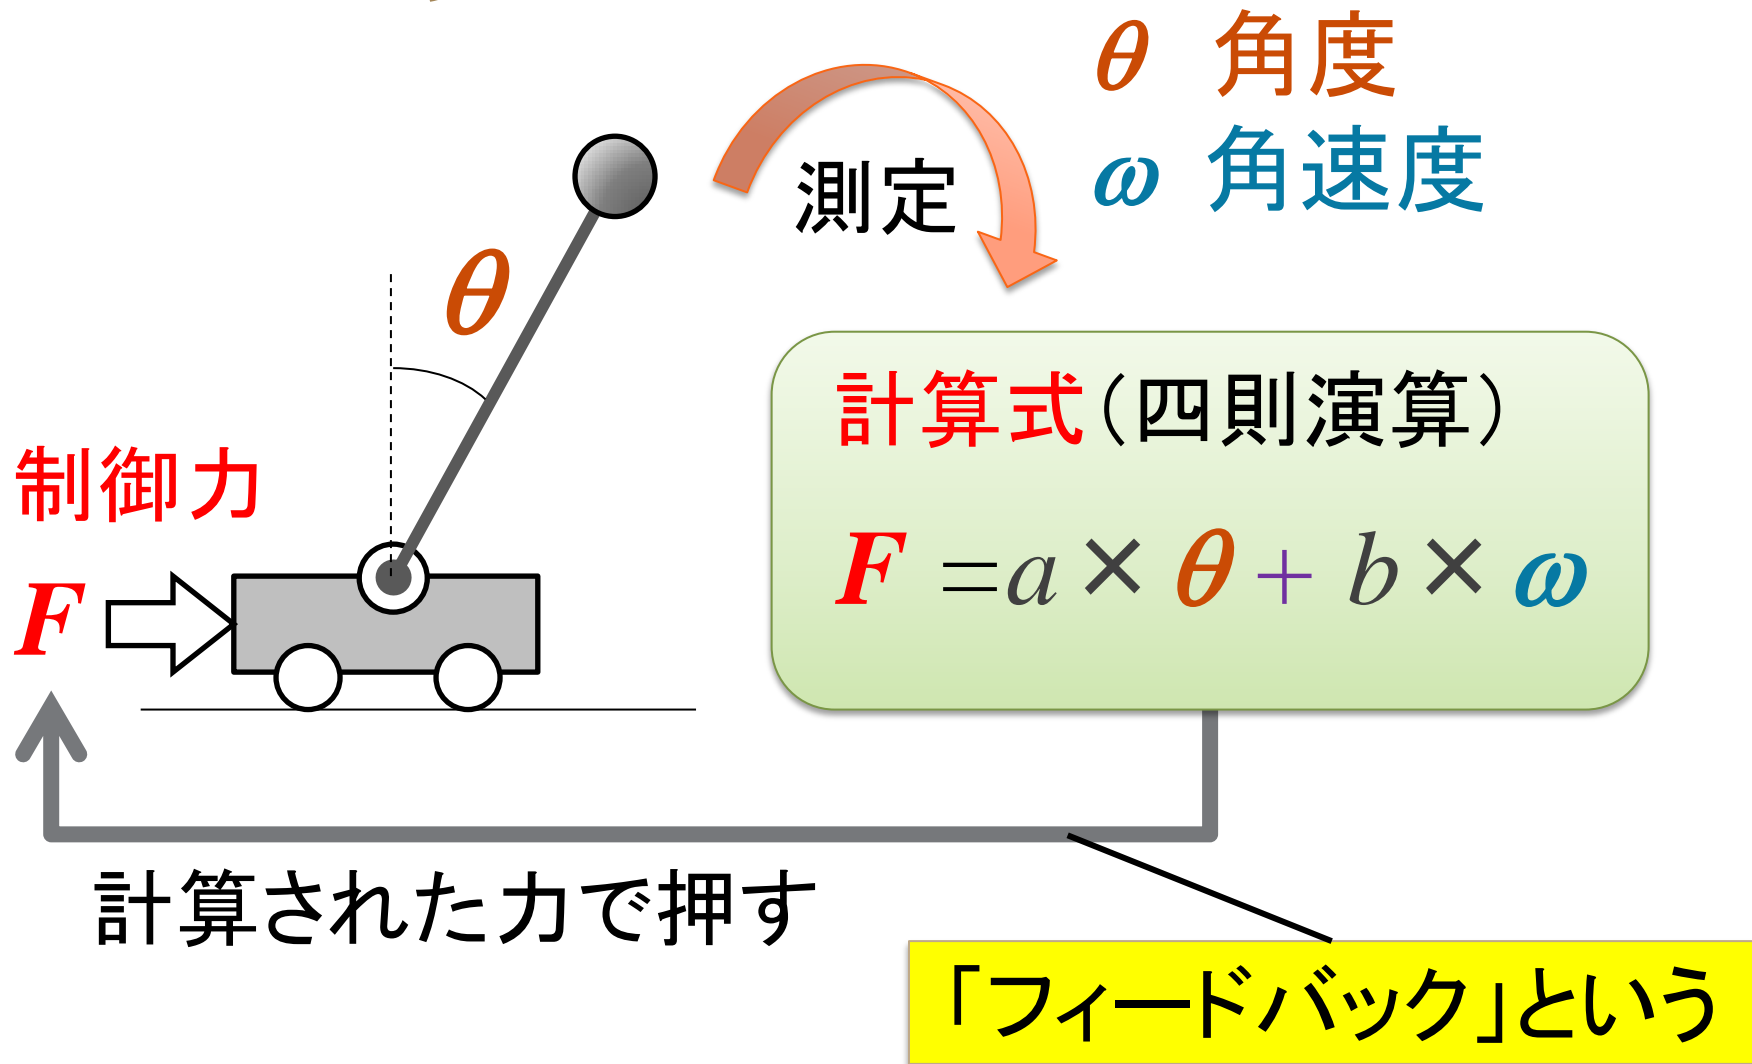 θ 角度
ω 角速度
測定
θ
計算式（四則演算）
F =a × θ + b × ω
制御力
F
計算された力で押す
「フィードバック」という